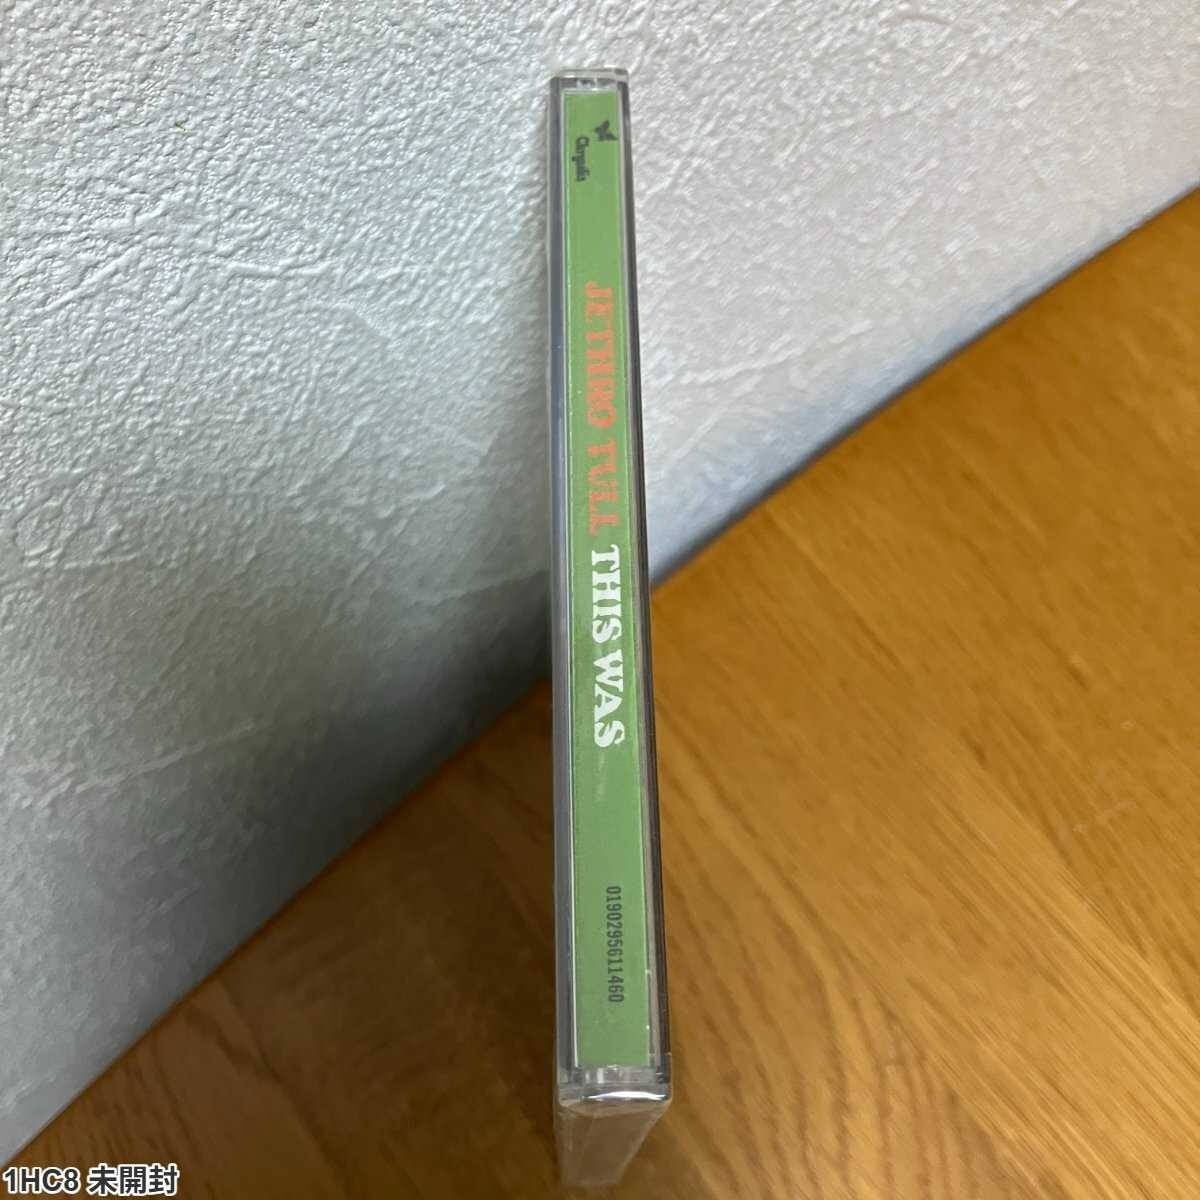 Chrysalis
JETHRO TULL THIS WAS
0190295611460
1HC8 未開封